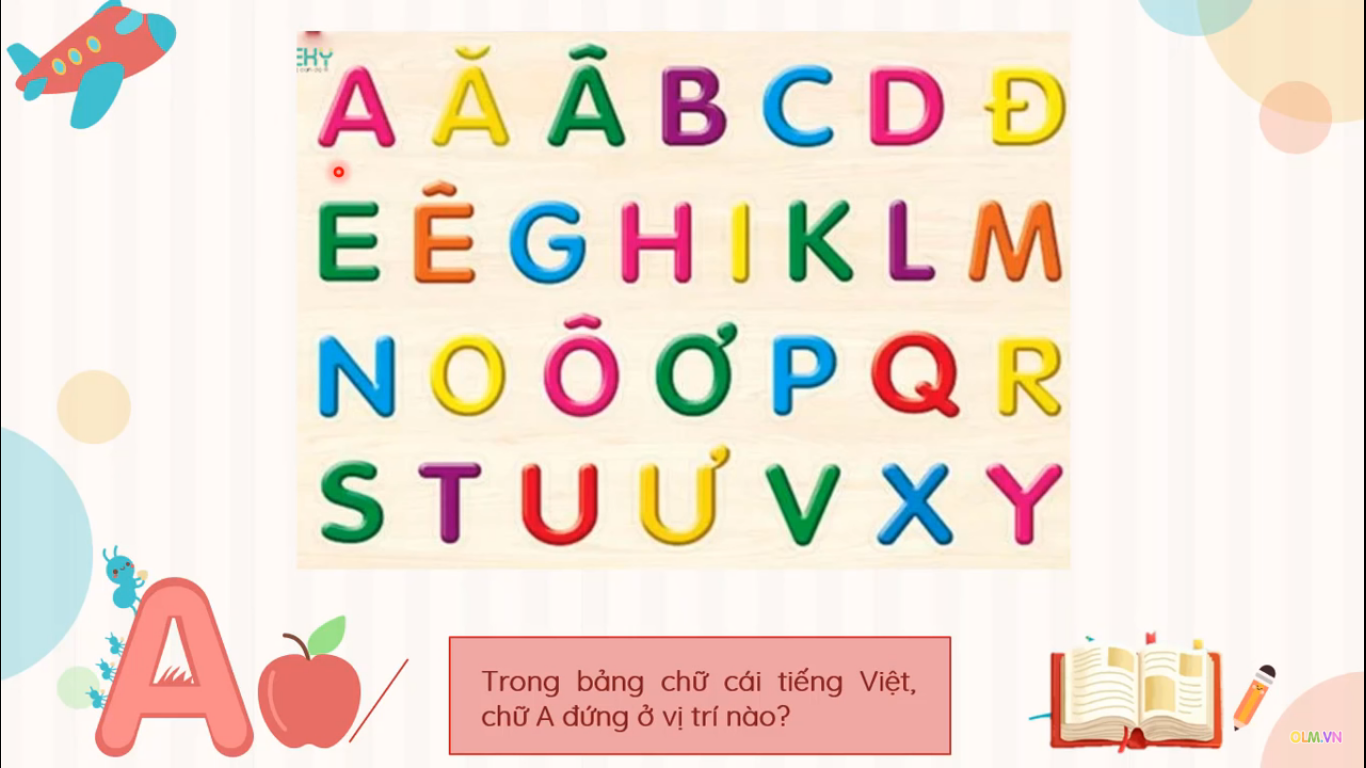 A Ă Â B C D Đ
E Ê G H I K L M
N O Ô Ơ P Q R
S T U Ư V X Y
A
Trong bảng chữ cái tiếng Việt,
chữ A đứng ở vị trí nào?
OLM.VN